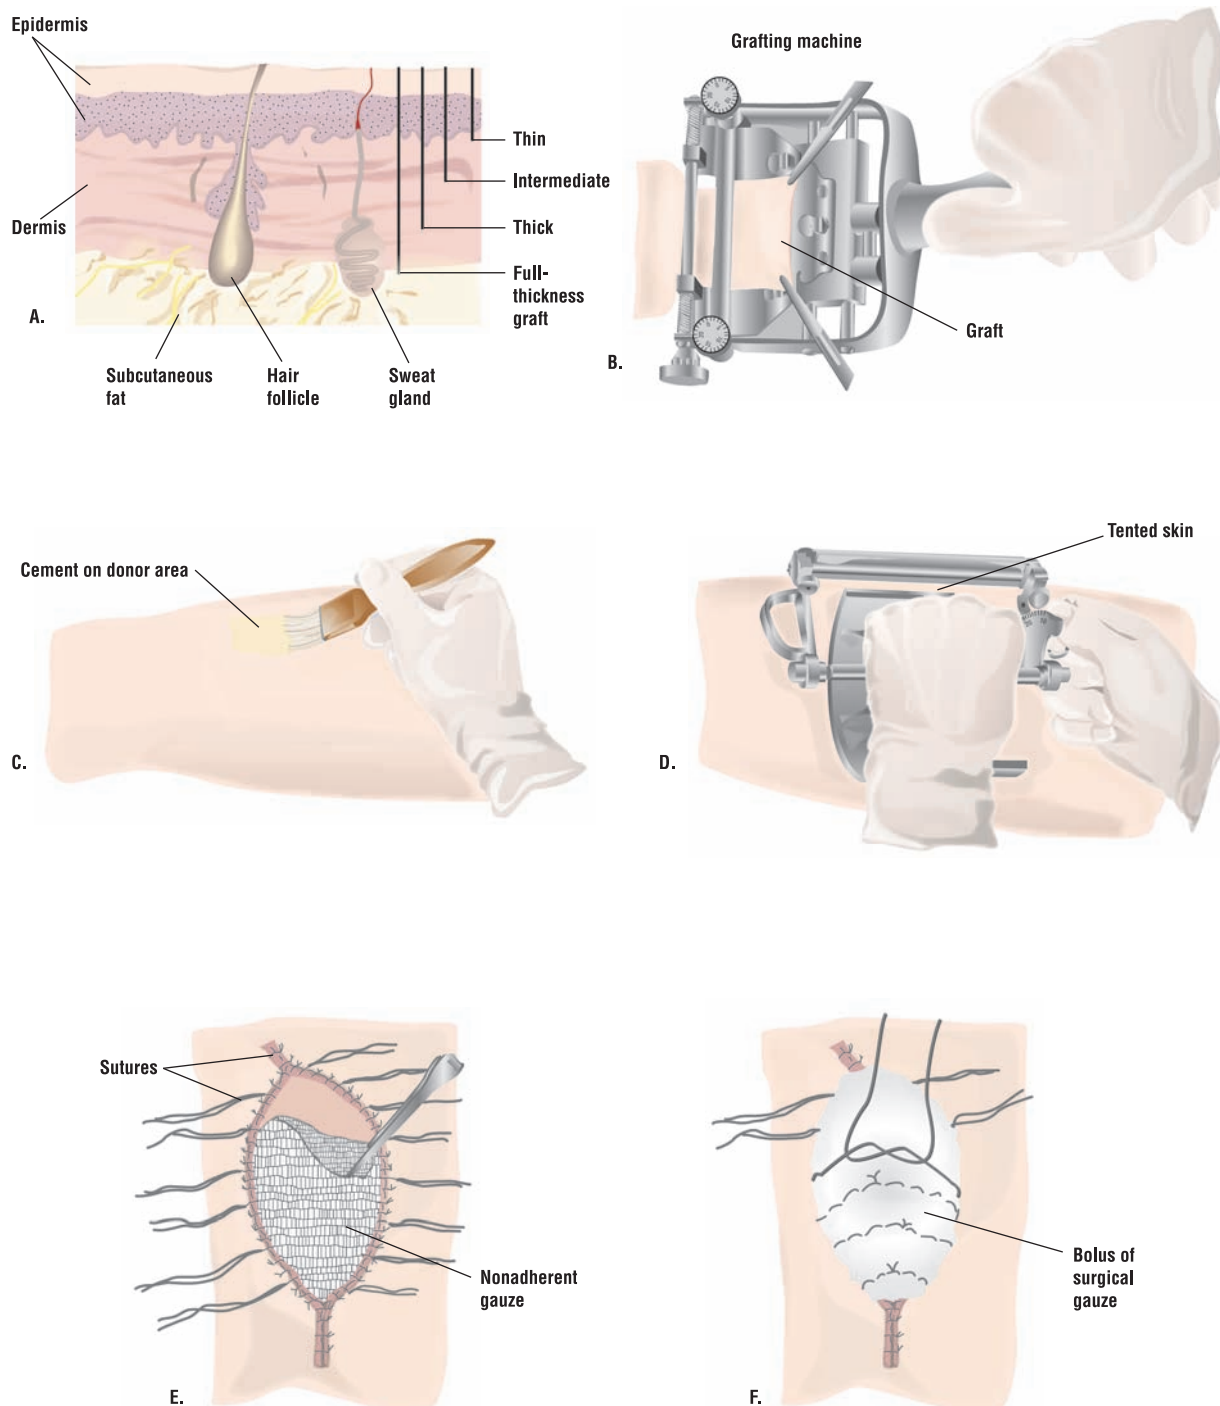 Epidermis
Dermis
Thin
Intermediate
Thick
Full-
thickness
graft
A.
Subcutaneous
fat
Hair
follicle
Sweat
gland
Grafting machine
Graft
B.
Cement on donor area
C.
Tented skin
D.
Sutures
Nonadherent
gauze
E.
Bolus of
surgical
gauze
F.